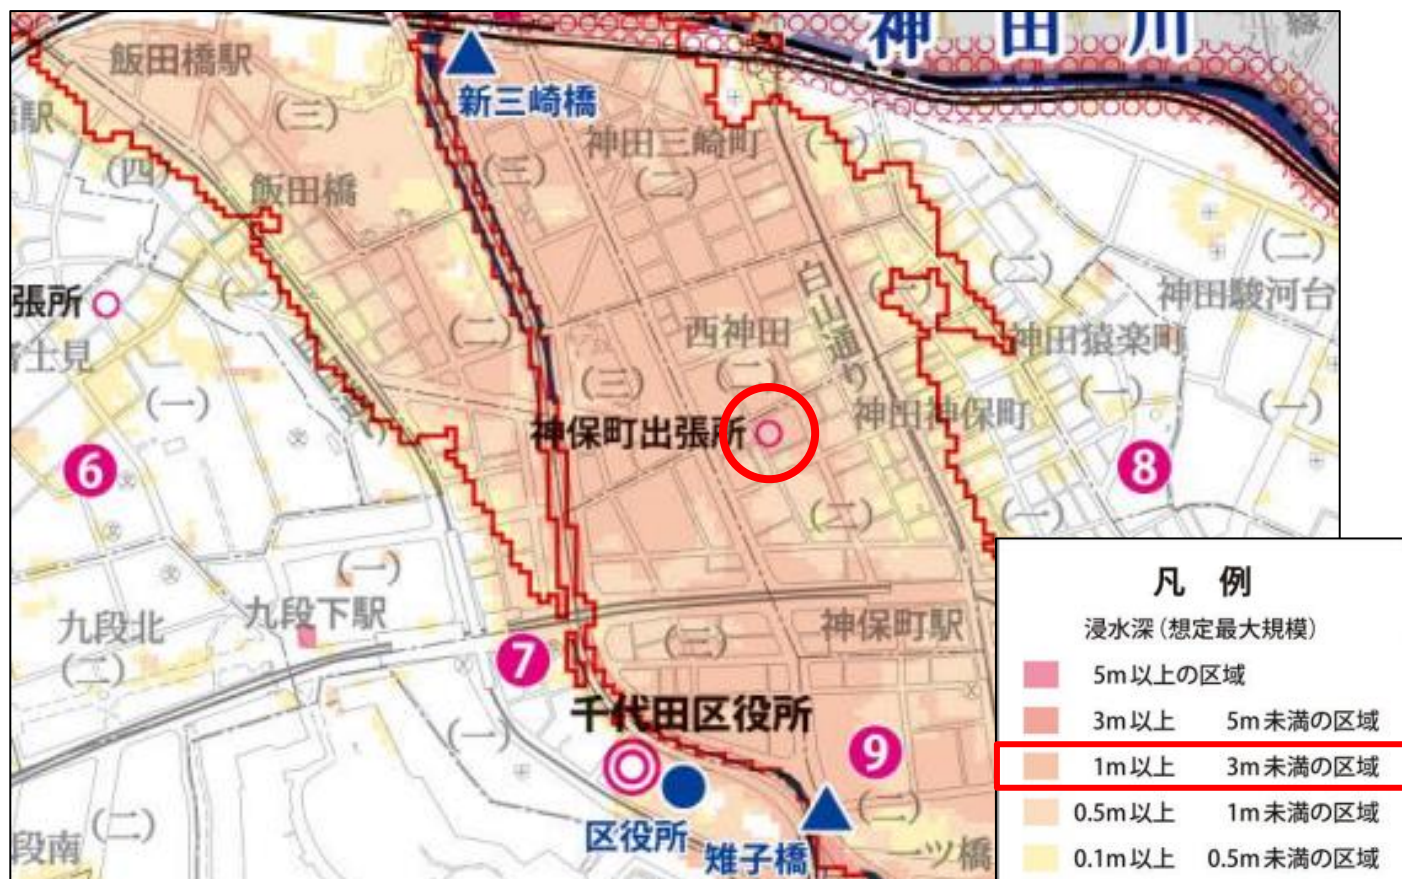 神田川
線
飯田橋駅
新三崎橋
(三)
神田三崎町
(一)
(三)
(二)
駅
(四)
飯田橋
(二)
(二)
神田駿河台
白山通り
(一)
(一)
張所
士見
(二)
西神田
神田猿楽町
(一)
(三)
(二)
(一)
(一)
神田神保町
神保町出張所
6
8
(二)
(一)
(一)
九段北
九段下駅
(三)
神保町駅
(二)
7
千代田区役所
(一)
9
区役所
雉子橋
(二)
一ツ橋
段南
(二)
凡 例
浸水深(想定最大規模)
5m以上の区域
3m以上 5m未満の区域
1m以上 3m未満の区域
0.5m以上 1m未満の区域
0.1m以上 0.5m未満の区域